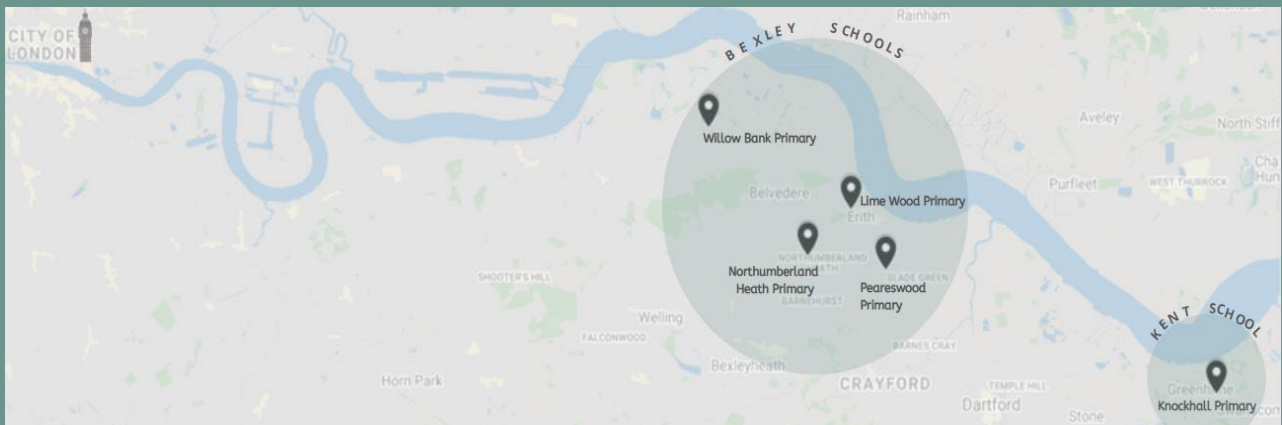 CITY OF
LONDON
BEXLEY SCHOOLS
Rainham
Willow Bank Primary
Aveley
North Stiff
Belvedere
Lime Wood Primary
Erith
Purfleet
WEST THURROCK
NORTHUMBERLAND
HEATH
Northumberland
Heath Primary
SLADE GREEN
Peareswood
Primary
BARNEHURST
SHOOTER'S HILL
Welling
FALCONWOOD
BARNES CRAY
Bexleyheath
Horn Park
CRAYFORD
TEMPLE HILL
Dartford
Stone
KENT SCHOOL
Knockhall Primary